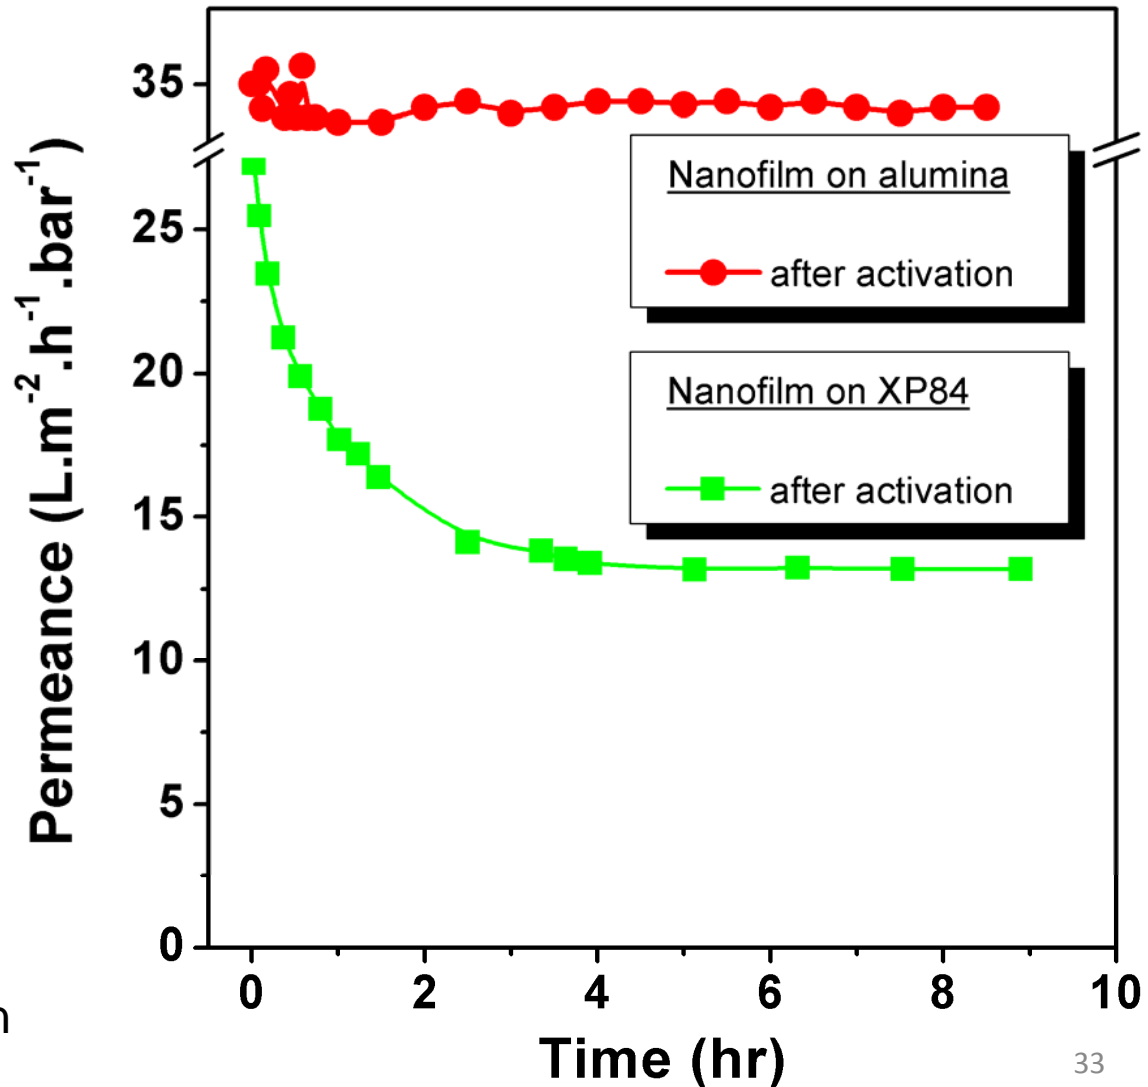 Permeance (L.m⁻².h⁻¹.bar⁻¹)
35
25
20
15
10
5
0
Nanofilm on alumina
after activation
Nanofilm on XP84
after activation
0 2 4 6 8 10
Time (hr)
n
33